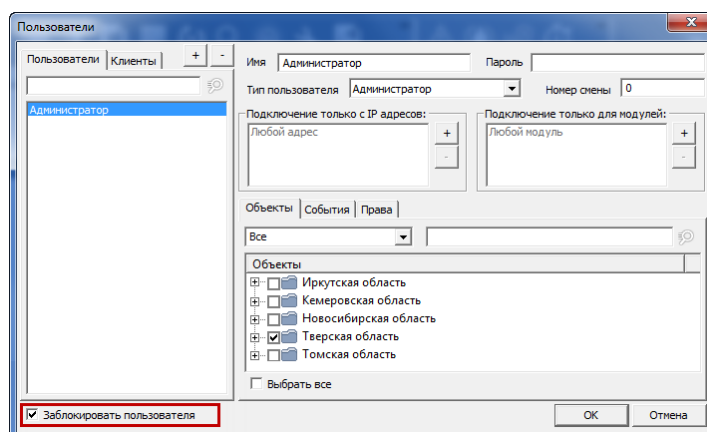 Пользователи
Пользователи Клиенты + -
Администратор
Заблокировать пользователя
Имя Администратор Пароль
Тип пользователя Администратор Номер смены 0
Подключение только с IP адресов: Подключение только для модулей:
Любой адрес + Любой модуль +
- -
Объекты События Права
Все
Объекты
Иркутская область
Кемеровская область
Новосибирская область
Тверская область
Томская область
Выбрать все
ОК Отмена